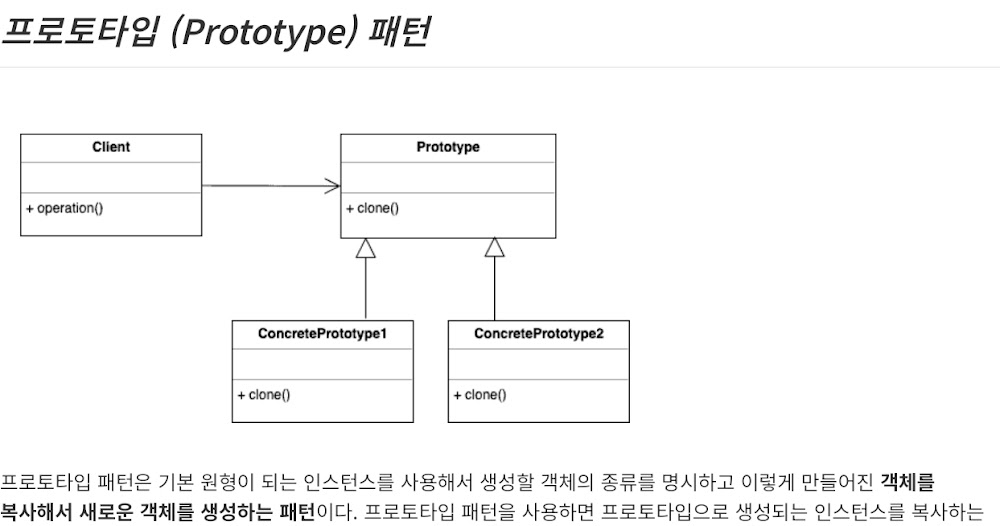 프로토타입 (Prototype) 패턴
Client
Prototype
+ operation()
+ clone()
ConcretePrototype1
ConcretePrototype2
+ clone()
+ clone()
프로토타입 패턴은 기본 원형이 되는 인스턴스를 사용해서 생성할 객체의 종류를 명시하고 이렇게 만들어진 객체를
복사해서 새로운 객체를 생성하는 패턴이다. 프로토타입 패턴을 사용하면 프로토타입으로 생성되는 인스턴스를 복사하는